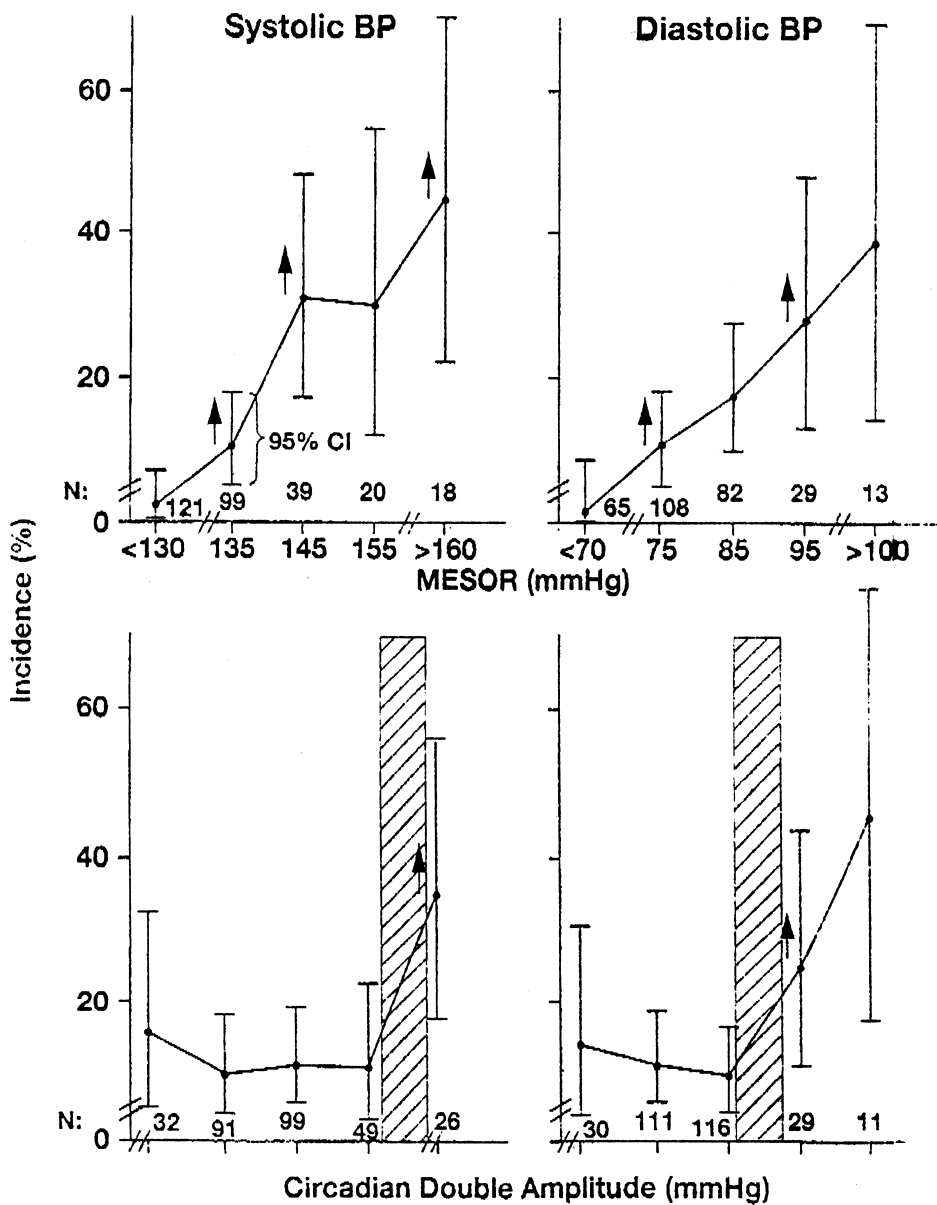 Systolic BP Diastolic BP
60
40
20
95% CI
N: 121 99 39 20 18 65 108 82 29 13
0
<130 135 145 155 >160 <70 75 85 95 >100
MESOR (mmHg)
Incidence (%)
60
40
20
N: 32 91 99 49 26 30 111 116 29 11
0
Circadian Double Amplitude (mmHg)